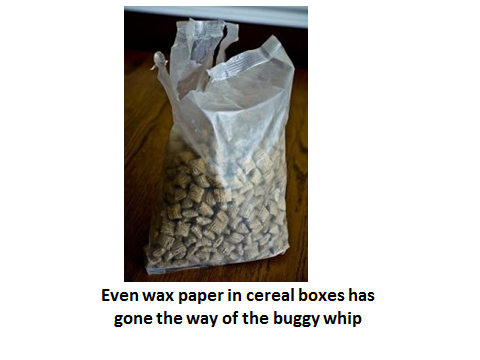 Even wax paper in cereal boxes has
gone the way of the buggy whip